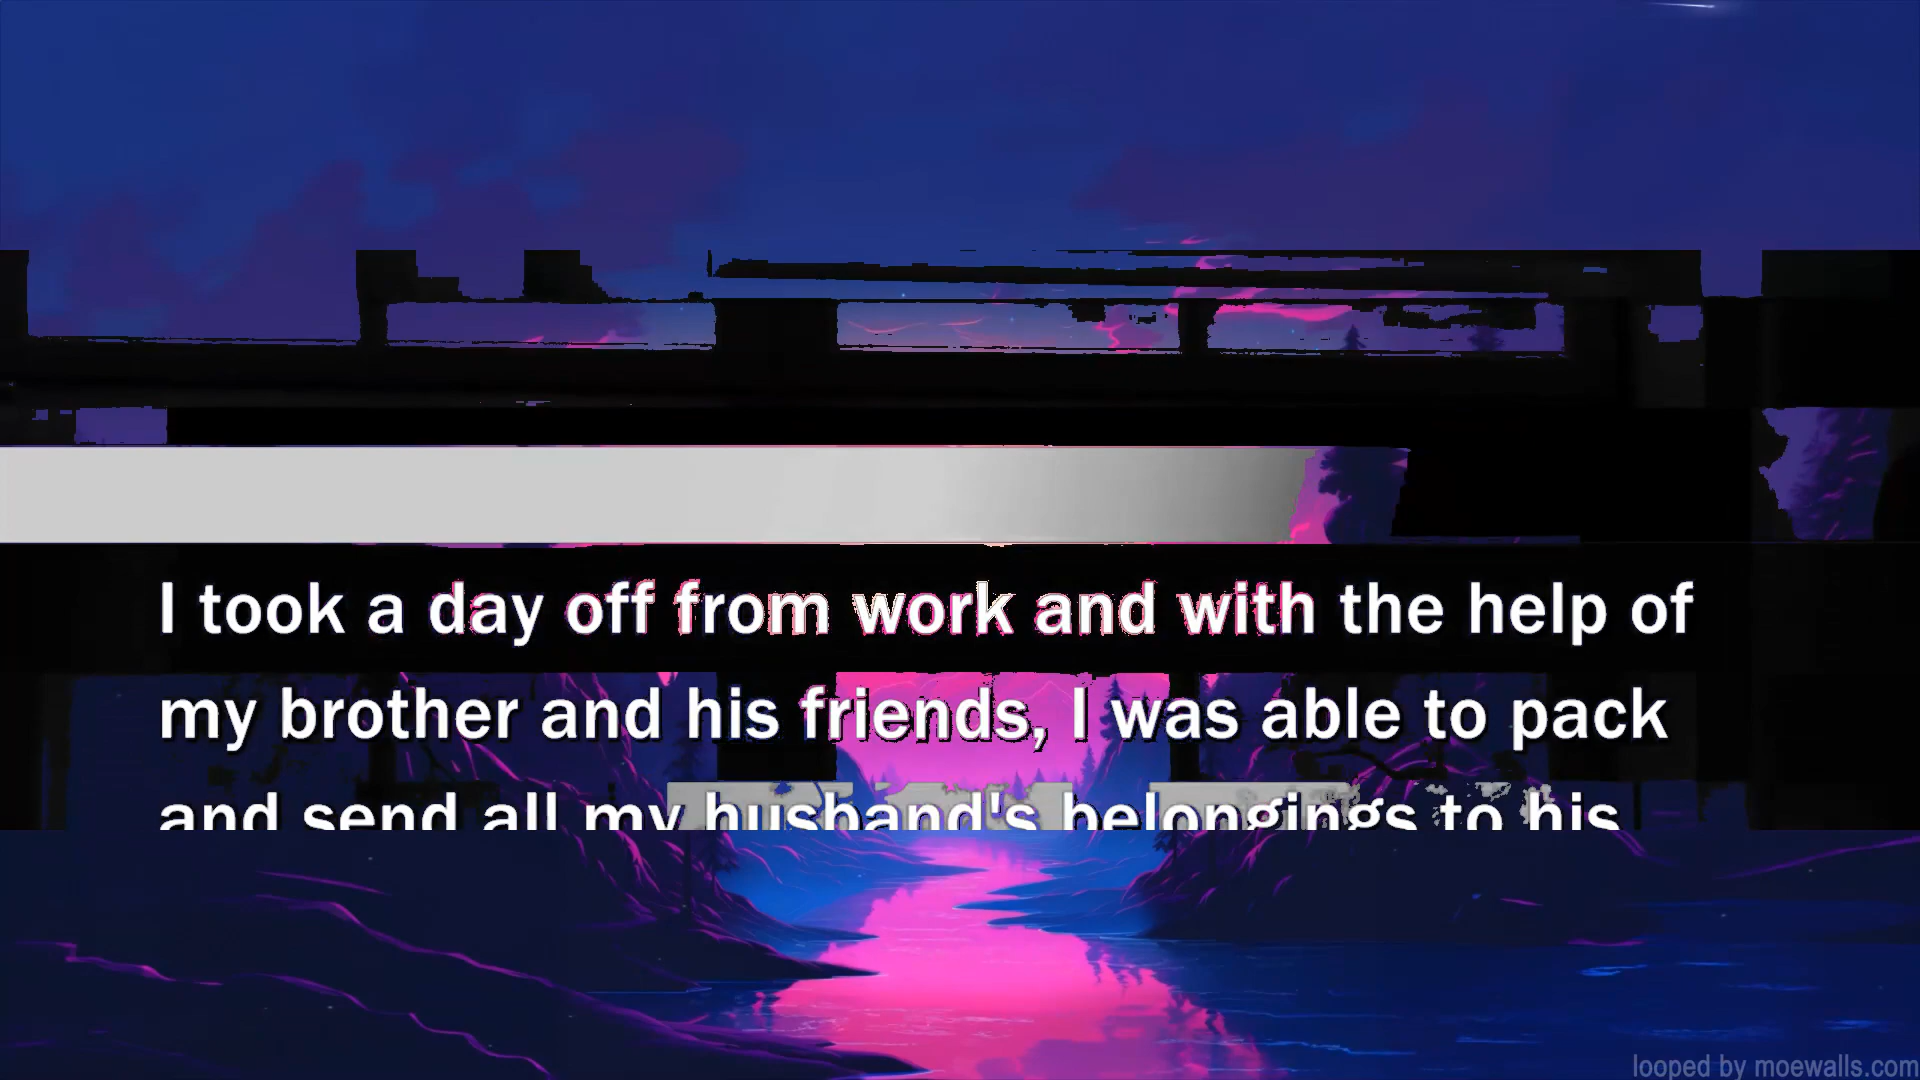 I took a day off from work and with the help of
my brother and his friends, I was able to pack
and send all my husband's belongings to his
looped by moewalls.com